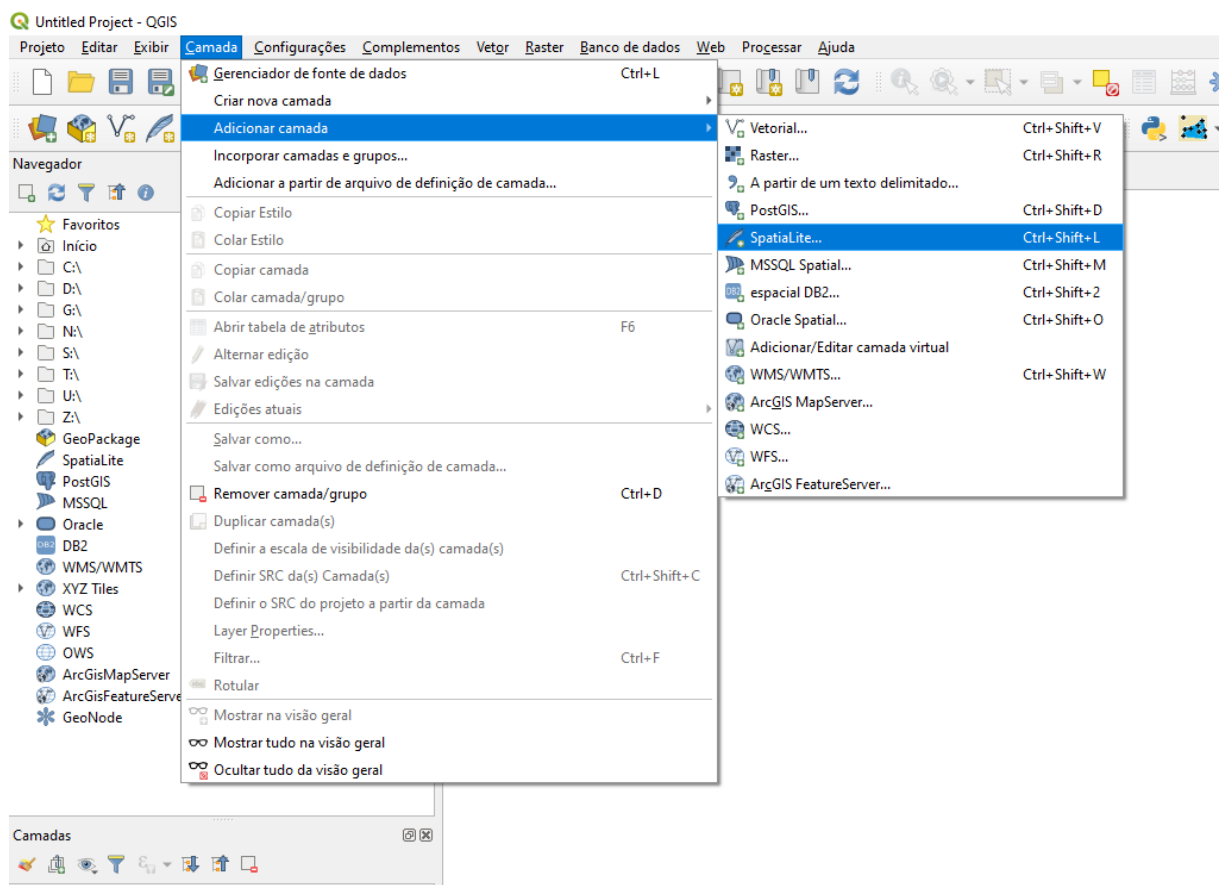 Untitled Project - QGIS
Projeto Editar Exibir Camada Configurações Complementos Vetor Raster Banco de dados Web Processar Ajuda
Gerenciador de fonte de dados Ctrl+L
Criar nova camada
Adicionar camada
Incorporar camadas e grupos...
Adicionar a partir de arquivo de definição de camada...
Copiar Estilo
Colar Estilo
Copiar camada
Colar camada/grupo
Abrir tabela de atributos F6
Alternar edição
Salvar edições na camada
Edições atuais
Salvar como...
Salvar como arquivo de definição de camada...
Remover camada/grupo Ctrl+D
Duplicar camada(s)
Definir a escala de visibilidade da(s) camada(s)
Definir SRC da(s) Camada(s) Ctrl+Shift+C
Definir o SRC do projeto a partir da camada
Layer Properties...
Filtrar... Ctrl+F
Rotular
Mostrar na visão geral
Mostrar tudo na visão geral
Ocultar tudo da visão geral
Vetorial... Ctrl+Shift+V
Raster... Ctrl+Shift+R
A partir de um texto delimitado...
PostGIS... Ctrl+Shift+D
SpatiaLite... Ctrl+Shift+L
MSSQL Spatial... Ctrl+Shift+M
DB2 espacial DB2... Ctrl+Shift+2
Oracle Spatial... Ctrl+Shift+O
Adicionar/Editar camada virtual
WMS/WMTS... Ctrl+Shift+W
ArcGIS MapServer...
WCS...
WFS...
ArcGIS FeatureServer...
Navegador
Favoritos
Início
C:\
D:\
G:\
N:\
S:\
T:\
U:\
Z:\
GeoPackage
SpatiaLite
PostGIS
MSSQL
Oracle
DB2 DB2
WMS/WMTS
XYZ Tiles
WCS
WFS
OWS
ArcGisMapServer
ArcGisFeatureServe
GeoNode
Camadas